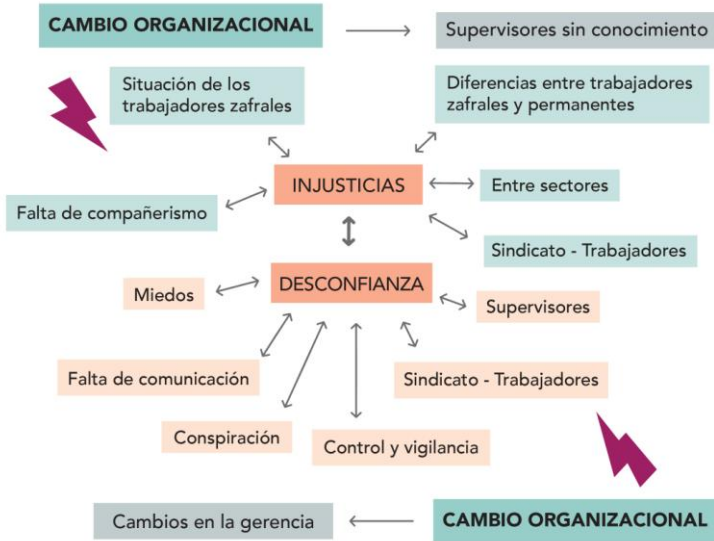 CAMBIO ORGANIZACIONAL
Supervisores sin conocimiento
Situación de los
trabajadores zafrales
Diferencias entre trabajadores
zafrales y permanentes
INJUSTICIAS
Entre sectores
Falta de compañerismo
Sindicato - Trabajadores
DESCONFIANZA
Miedos
Supervisores
Falta de comunicación
Sindicato - Trabajadores
Conspiración
Control y vigilancia
Cambios en la gerencia
CAMBIO ORGANIZACIONAL